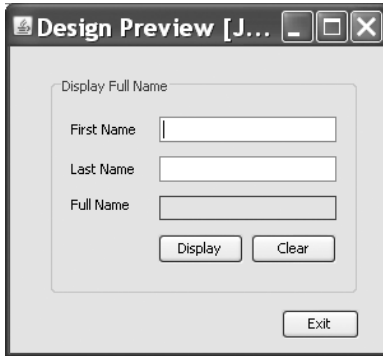 Design Preview [J...
Display Full Name
First Name
Last Name
Full Name
Display Clear
Exit